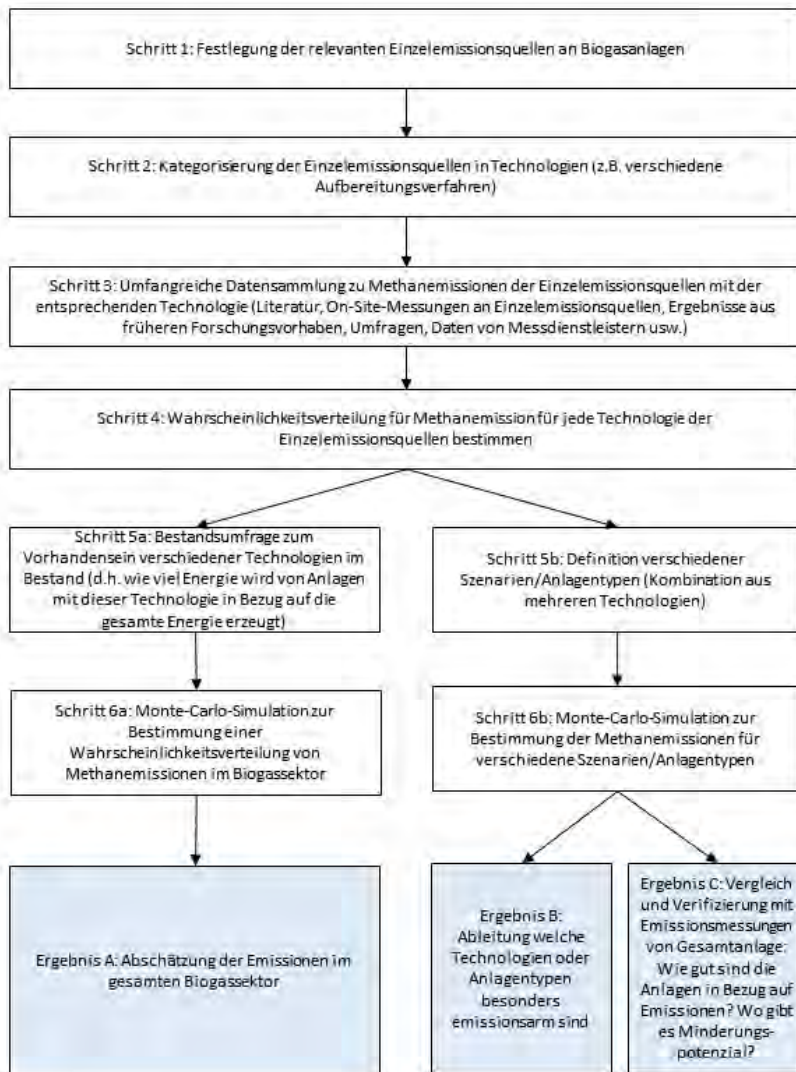 Schritt 1: Festlegung der relevanten Einzelemissionsquellen an Biogasanlagen
Schritt 2: Kategorisierung der Einzelemissionsquellen in Technologien (z.B. verschiedene
Aufbereitungsverfahren)
Schritt 3: Umfangreiche Datensammlung zu Methanemissionen der Einzelemissionsquellen mit der
entsprechenden Technologie (Literatur, On-Site-Messungen an Einzelemissionsquellen, Ergebnisse aus
früheren Forschungsvorhaben, Umfragen, Daten von Messdienstleistern usw.)
Schritt 4: Wahrscheinlichkeitsverteilung für Methanemission für jede Technologie der
Einzelemissionsquellen bestimmen
Schritt 5a: Bestandsumfrage zum
Vorhandensein verschiedener Technologien im
Bestand (d.h. wie viel Energie wird von Anlagen
mit dieser Technologie in Bezug auf die
gesamte Energie erzeugt)
Schritt 5b: Definition verschiedener
Szenarien/Anlagentypen (Kombination aus
mehreren Technologien)
Schritt 6a: Monte-Carlo-Simulation zur
Bestimmung einer
Wahrscheinlichkeitsverteilung von
Methanemissionen im Biogassektor
Schritt 6b: Monte-Carlo-Simulation zur
Bestimmung der Methanemissionen für
verschiedene Szenarien/Anlagentypen
Ergebnis A: Abschätzung der Emissionen im
gesamten Biogassektor
Ergebnis B:
Ableitung welche
Technologien oder
Anlagentypen
besonders
emissionsarm sind
Ergebnis C: Vergleich
und Verifizierung mit
Emissionsmessungen
von Gesamtanlage:
Wie gut sind die
Anlagen in Bezug auf
Emissionen? Wo gibt
es Minderungs-
potenzial?